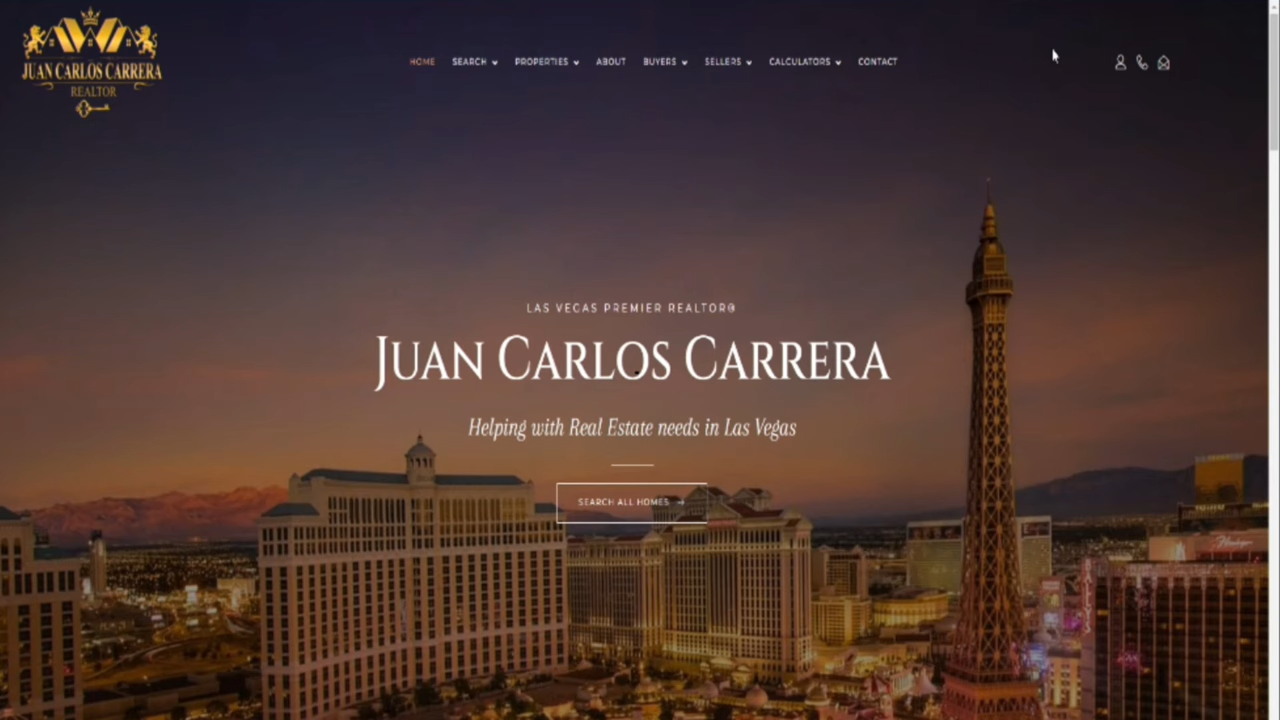 JUAN CARLOS CARRERA
REALTOR
HOME SEARCH PROPERTIES ABOUT BUYERS SELLERS CALCULATORS CONTACT
LAS VEGAS PREMIER REALTOR®
JUAN CARLOS CARRERA
Helping with Real Estate needs in Las Vegas
SEARCH ALL HOMES →
Flamingo